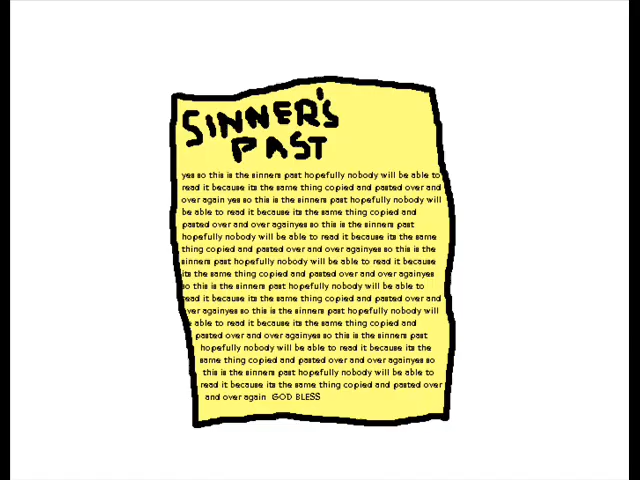 SINNER'S
PAST
yes so this is the sinners past hopefully nobody will be able to
read it because its the same thing copied and pasted over and
over again yes so this is the sinners past hopefully nobody will
be able to read it because its the same thing copied and
pasted over and over againyes so this is the sinners past
hopefully nobody will be able to read it because its the same
thing copied and pasted over and over againyes so this is the
sinners past hopefully nobody will be able to read it because
its the same thing copied and pasted over and over againyes
so this is the sinners past hopefully nobody will be able to
read it because its the same thing copied and pasted over and
over againyes so this is the sinners past hopefully nobody will
be able to read it because its the same thing copied and
pasted over and over againyes so this is the sinners past
hopefully nobody will be able to read it because its the
same thing copied and pasted over and over againyes so
this is the sinners past hopefully nobody will be able to
read it because its the same thing copied and pasted over
and over again GOD BLESS